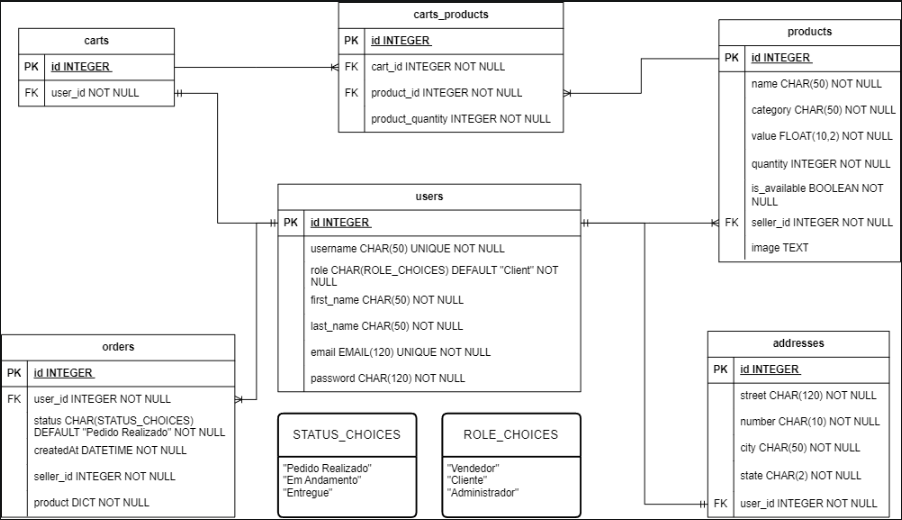 carts
PK id INTEGER
FK user_id NOT NULL
carts_products
PK id INTEGER
FK cart_id INTEGER NOT NULL
FK product_id INTEGER NOT NULL
product_quantity INTEGER NOT NULL
products
PK id INTEGER
name CHAR(50) NOT NULL
category CHAR(50) NOT NULL
value FLOAT(10,2) NOT NULL
quantity INTEGER NOT NULL
is_available BOOLEAN NOT
NULL
FK seller_id INTEGER NOT NULL
image TEXT
users
PK id INTEGER
username CHAR(50) UNIQUE NOT NULL
role CHAR(ROLE_CHOICES) DEFAULT "Client" NOT
NULL
first_name CHAR(50) NOT NULL
last_name CHAR(50) NOT NULL
email EMAIL(120) UNIQUE NOT NULL
password CHAR(120) NOT NULL
orders
PK id INTEGER
FK user_id INTEGER NOT NULL
status CHAR(STATUS_CHOICES)
DEFAULT "Pedido Realizado" NOT NULL
createdAt DATETIME NOT NULL
seller_id INTEGER NOT NULL
product DICT NOT NULL
STATUS_CHOICES
"Pedido Realizado"
"Em Andamento"
"Entregue"
ROLE_CHOICES
"Vendedor"
"Cliente"
"Administrador"
addresses
PK id INTEGER
street CHAR(120) NOT NULL
number CHAR(10) NOT NULL
city CHAR(50) NOT NULL
state CHAR(2) NOT NULL
FK user_id INTEGER NOT NULL